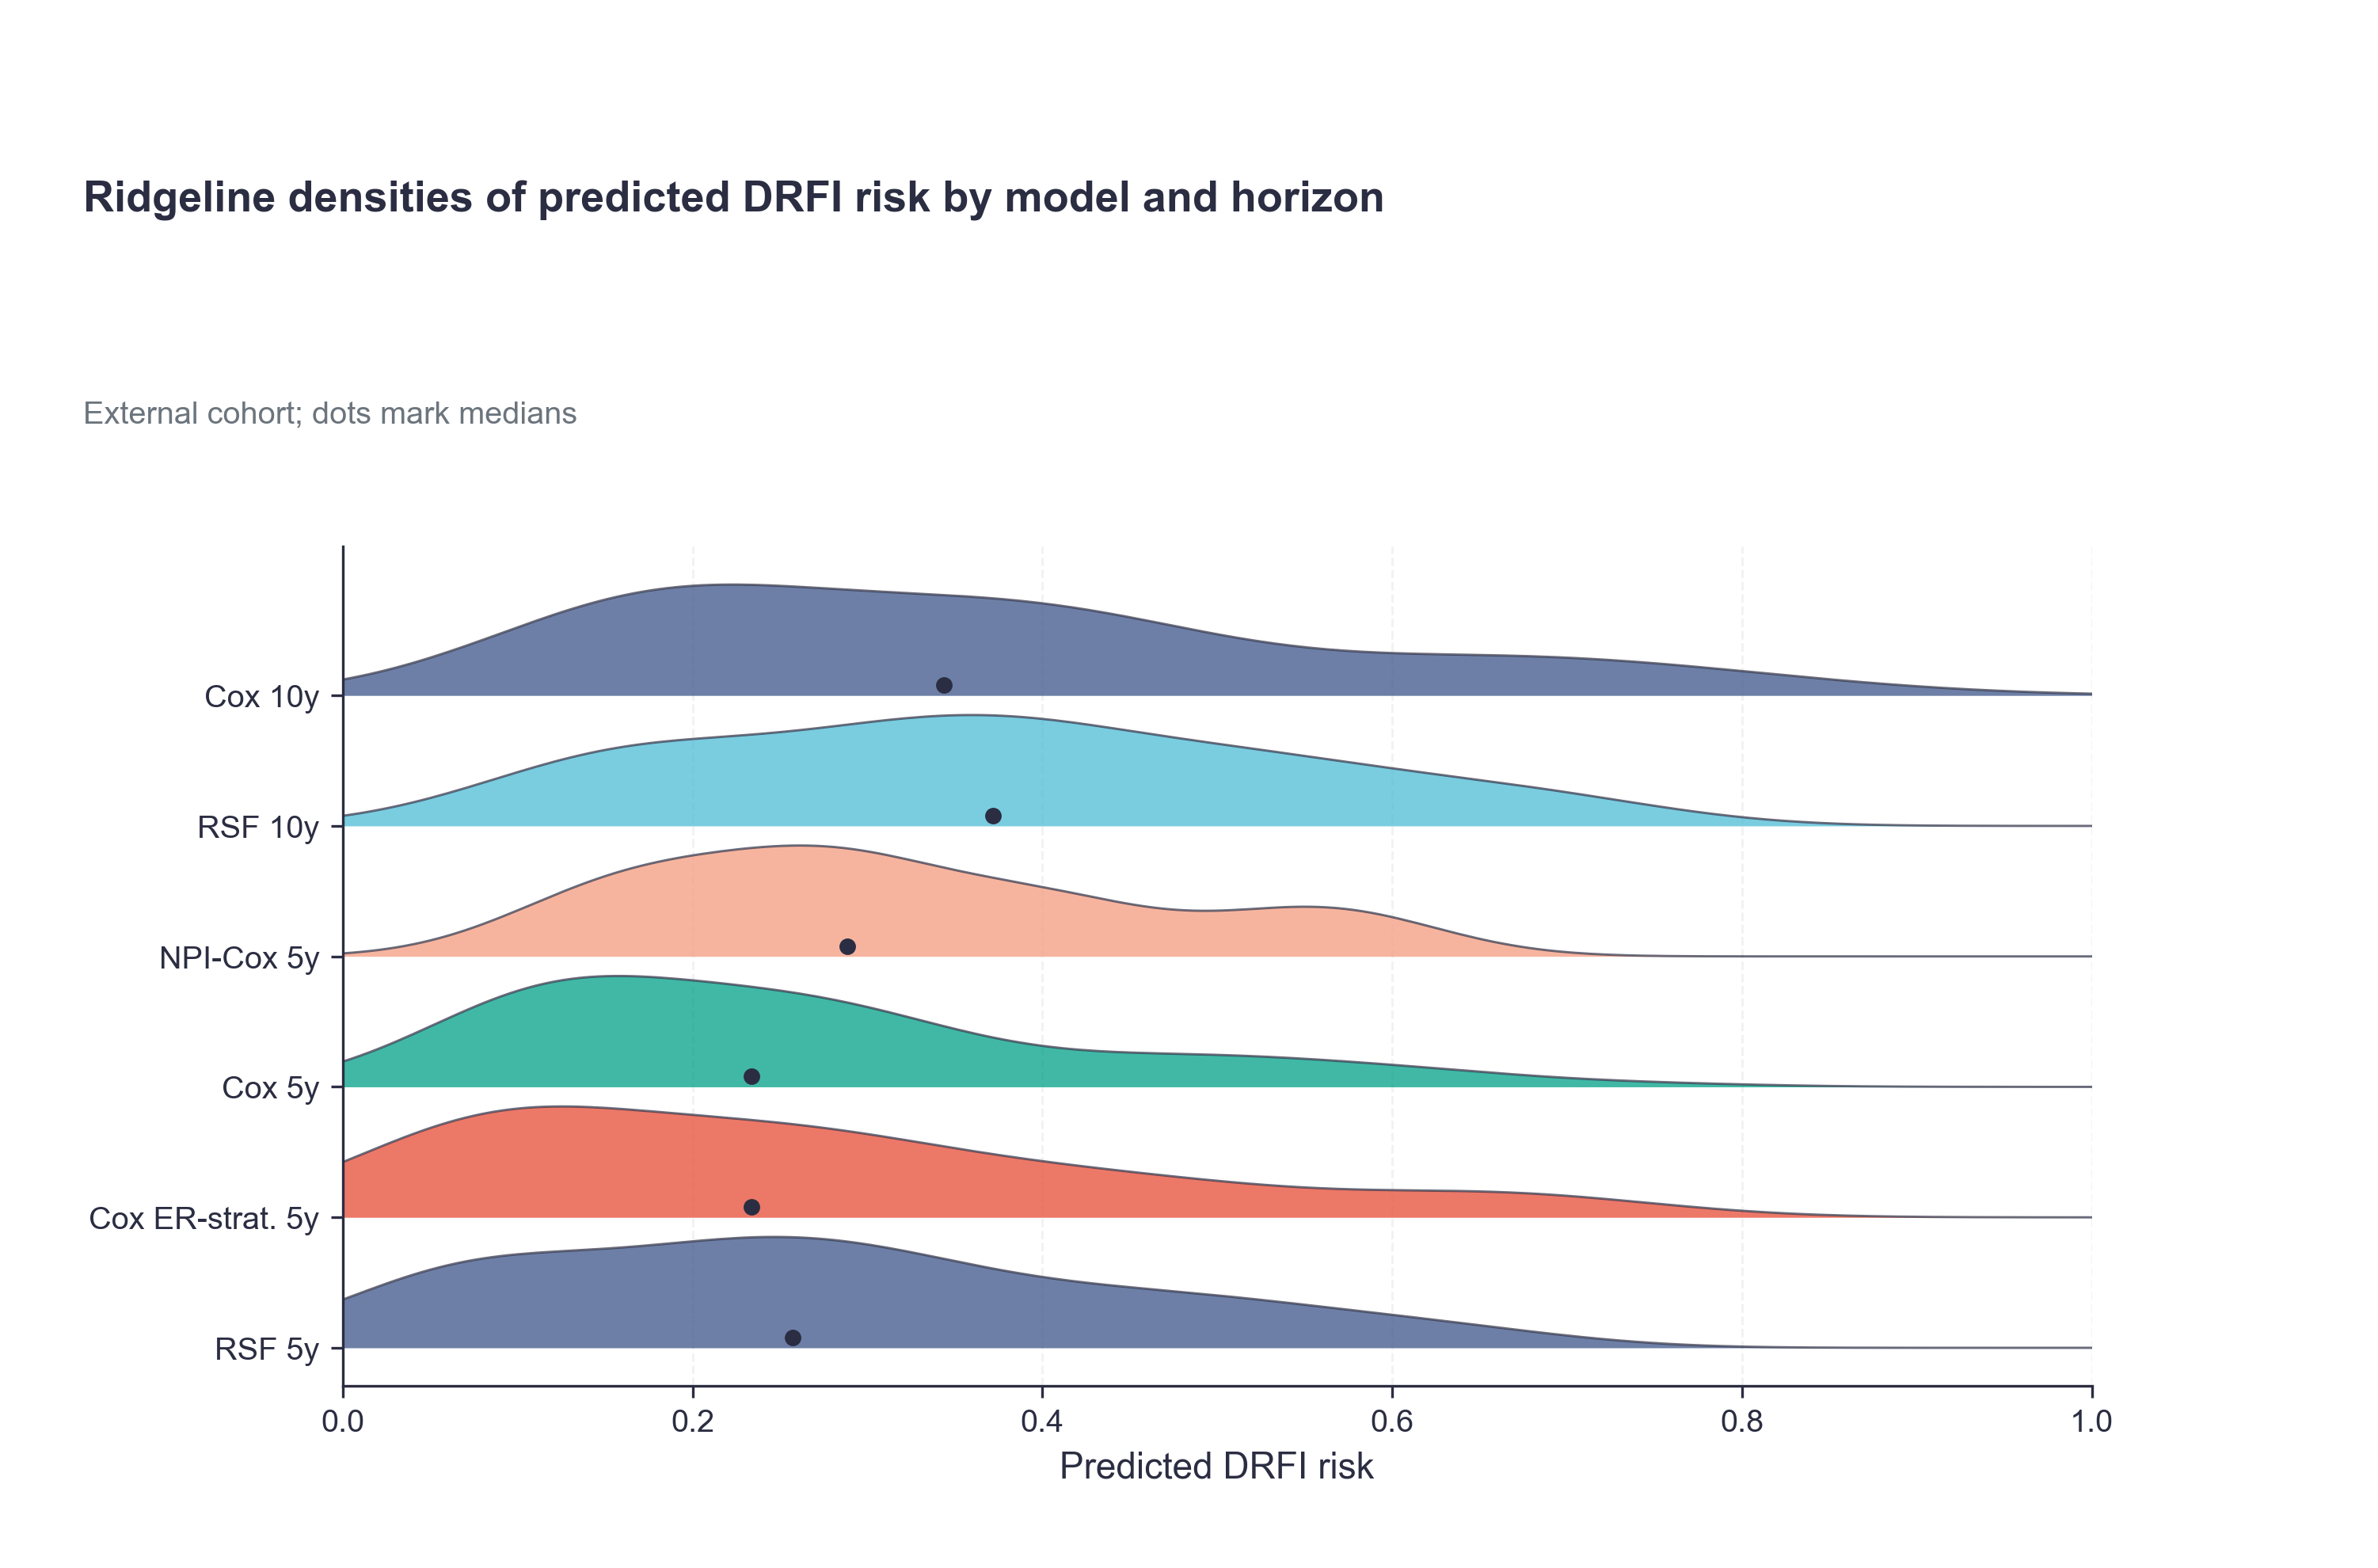 Ridgeline densities of predicted DRFI risk by model and horizon
External cohort; dots mark medians
Cox 10y
RSF 10y
NPI-Cox 5y
Cox 5y
Cox ER-strat. 5y
RSF 5y
0.0 0.2 0.4 0.6 0.8 1.0
Predicted DRFI risk